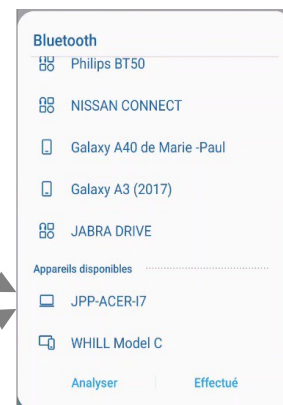 Bluetooth
Philips BT50
NISSAN CONNECT
Galaxy A40 de Marie -Paul
Galaxy A3 (2017)
JABRA DRIVE
Appareils disponibles
JPP-ACER-I7
WHILL Model C
Analyser Effectué